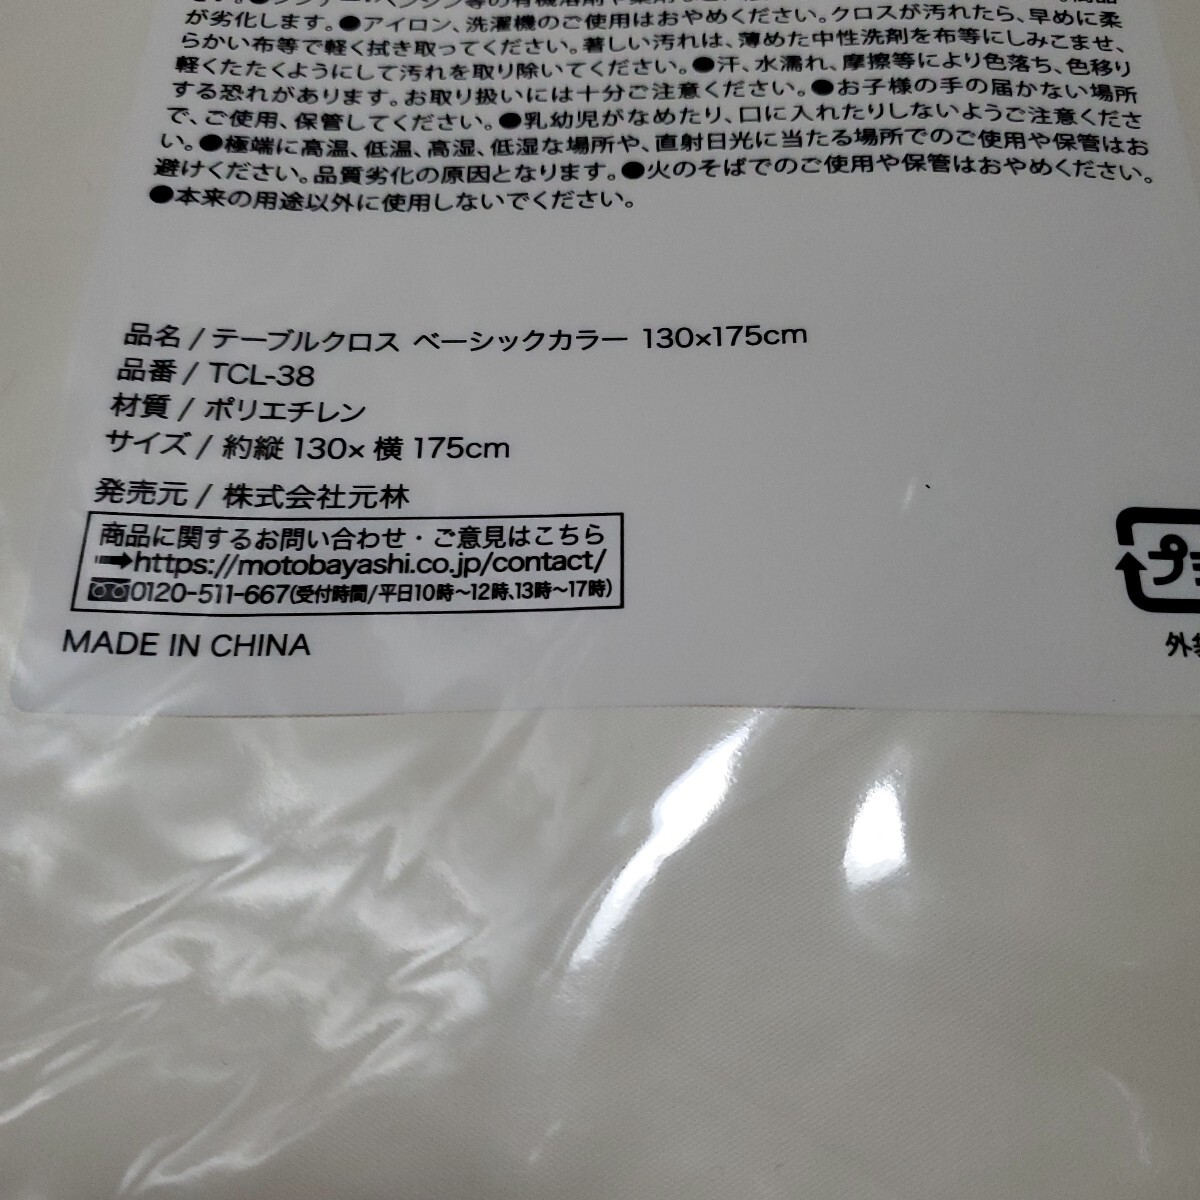 さい。●シンナー・ベンジン等の有機溶剤や薬剤
が劣化します。●アイロン、洗濯機のご使用はおやめください。クロスが汚れたら、早めに柔
らかい布等で軽く拭き取ってください。著しい汚れは、薄めた中性洗剤を布等にしみこませ、
軽くたたくようにして汚れを取り除いてください。●汗、水濡れ、摩擦等により色落ち、色移り
する恐れがあります。お取り扱いには十分ご注意ください。●お子様の手の届かない場所
で、ご使用、保管してください。●乳幼児がなめたり、口に入れたりしないようご注意くださ
い。●極端に高温、低温、高湿、低湿な場所や、直射日光に当たる場所でのご使用や保管はお
避けください。品質劣化の原因となります。●火のそばでのご使用や保管はおやめください。
●本来の用途以外に使用しないでください。
品名 / テーブルクロス ベーシックカラー 130×175cm
品番 / TCL-38
材質 / ポリエチレン
サイズ / 約縦 130× 横 175cm
発売元 / 株式会社元林
商品に関するお問い合わせ・ご意見はこちら
➡https://motobayashi.co.jp/contact/
0120-511-667(受付時間/平日10時～12時、13時～17時)
MADE IN CHINA
プ
外